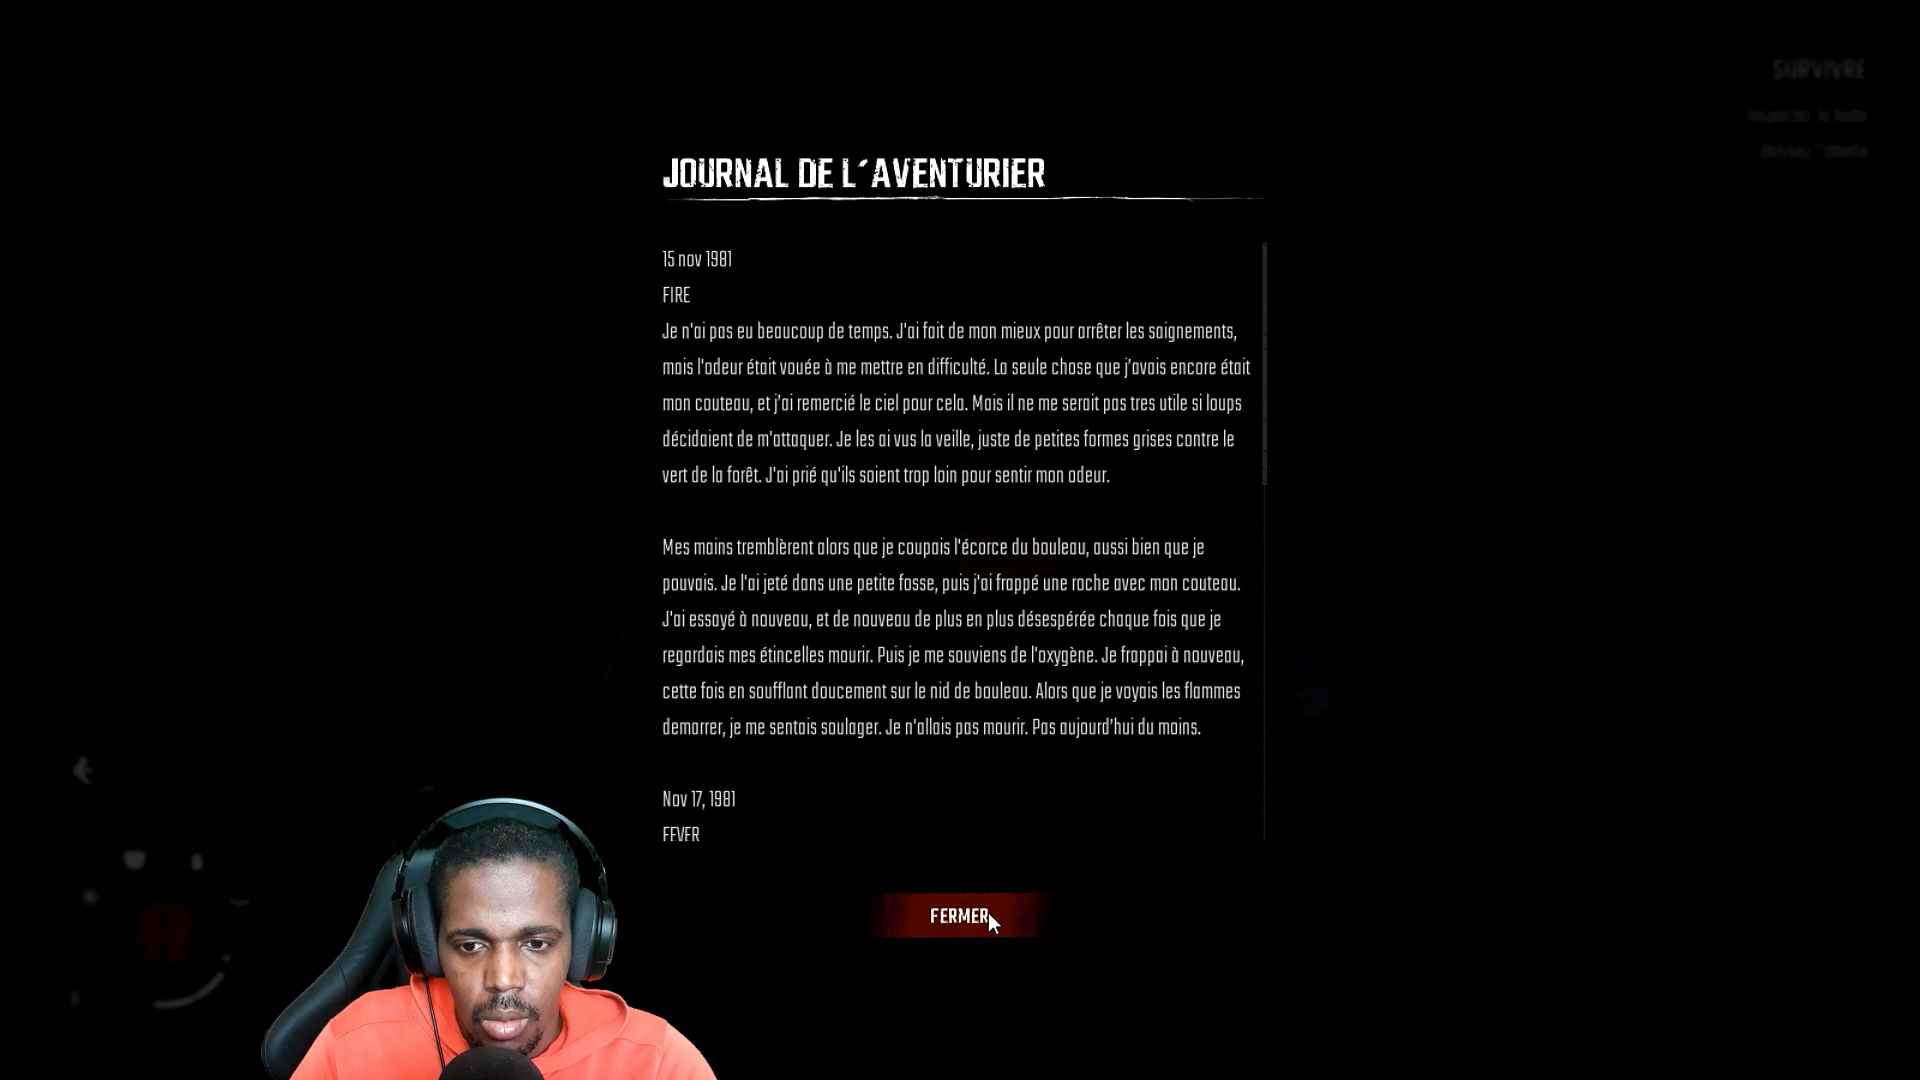 SURVIVRE
JOURNAL DE L´AVENTURIER
15 nov 1981
FIRE
Je n'ai pas eu beaucoup de temps. J'ai fait de mon mieux pour arrêter les saignements,
mais l'odeur était vouée à me mettre en difficulté. La seule chose que j'avais encore était
mon couteau, et j'ai remercié le ciel pour cela. Mais il ne me serait pas tres utile si loups
décidaient de m'attaquer. Je les ai vus la veille, juste de petites formes grises contre le
vert de la forêt. J'ai prié qu'ils soient trop loin pour sentir mon odeur.
Mes mains tremblèrent alors que je coupais l'écorce du bouleau, aussi bien que je
pouvais. Je l'ai jeté dans une petite fosse, puis j'ai frappé une roche avec mon couteau.
J'ai essayé à nouveau, et de nouveau de plus en plus désespérée chaque fois que je
regardais mes étincelles mourir. Puis je me souviens de l'oxygène. Je frappai à nouveau,
cette fois en soufflant doucement sur le nid de bouleau. Alors que je voyais les flammes
demarrer, je me sentais soulager. Je n'allais pas mourir. Pas aujourd'hui du moins.
Nov 17, 1981
FEVER
FERMER